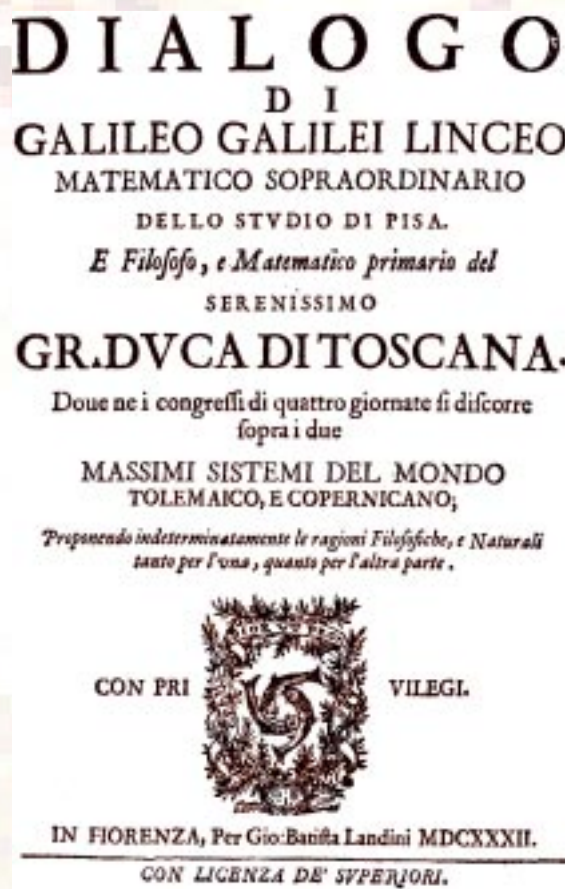 DIALOGO
DI
GALILEO GALILEI LINCEO
MATEMATICO SOPRAORDINARIO
DELLO STVDIO DI PISA.
E Filoſofo, e Matematico primario del
SERENISSIMO
GR.DVCA DI TOSCANA.
Doue ne i congreſſi di quattro giornate ſi diſcorre
ſopra i due
MASSIMI SISTEMI DEL MONDO
TOLEMAICO, E COPERNICANO;
Proponendo indeterminatamente le ragioni Filoſofiche, e Naturali
tanto per l'vna, quanto per l'altra parte.
CON PRI VILEGI.
IN FIORENZA, Per Gio:Batiſta Landini MDCXXXII.
CON LICENZA DE' SVPERIORI.